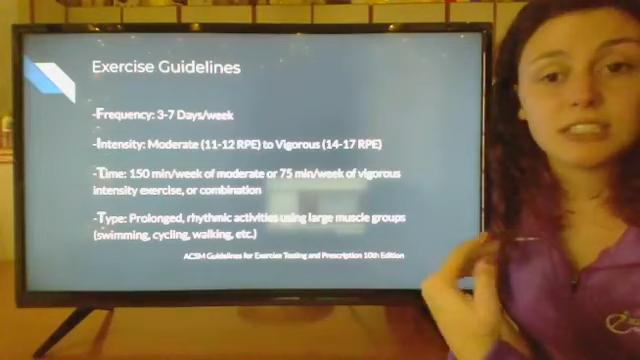 Exercise Guidelines
-Frequency: 3-7 Days/week
-Intensity: Moderate (11-12 RPE) to Vigorous (14-17 RPE)
-Time: 150 min/week of moderate or 75 min/week of vigorous
intensity exercise, or combination
-Type: Prolonged, rhythmic activities using large muscle groups
(swimming, cycling, walking, etc.)
ACSM Guidelines for Exercise Testing and Prescription 10th Edition